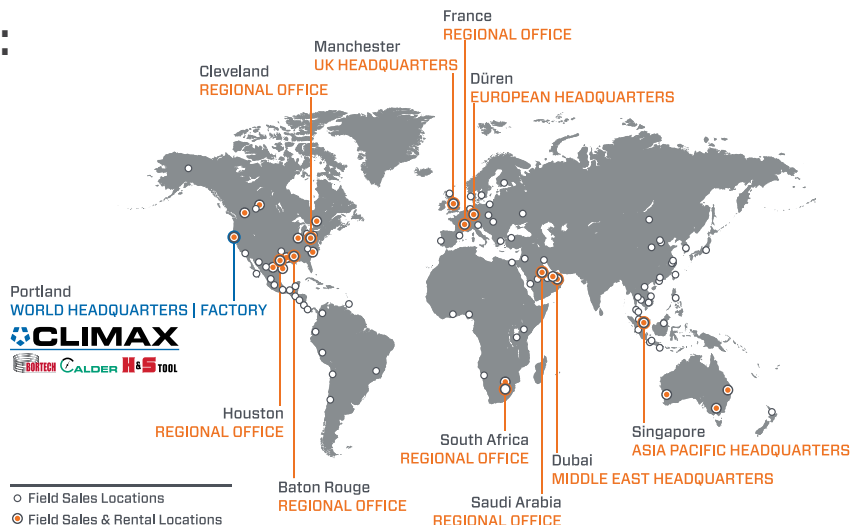 :
France
REGIONAL OFFICE
Manchester
UK HEADQUARTERS
Cleveland
REGIONAL OFFICE
Düren
EUROPEAN HEADQUARTERS
Portland
WORLD HEADQUARTERS | FACTORY
CLIMAX
BORTECH CALDER H&S TOOL
Houston
REGIONAL OFFICE
Baton Rouge
REGIONAL OFFICE
South Africa
REGIONAL OFFICE
Saudi Arabia
REGIONAL OFFICE
Dubai
MIDDLE EAST HEADQUARTERS
Singapore
ASIA PACIFIC HEADQUARTERS
Field Sales Locations
Field Sales & Rental Locations